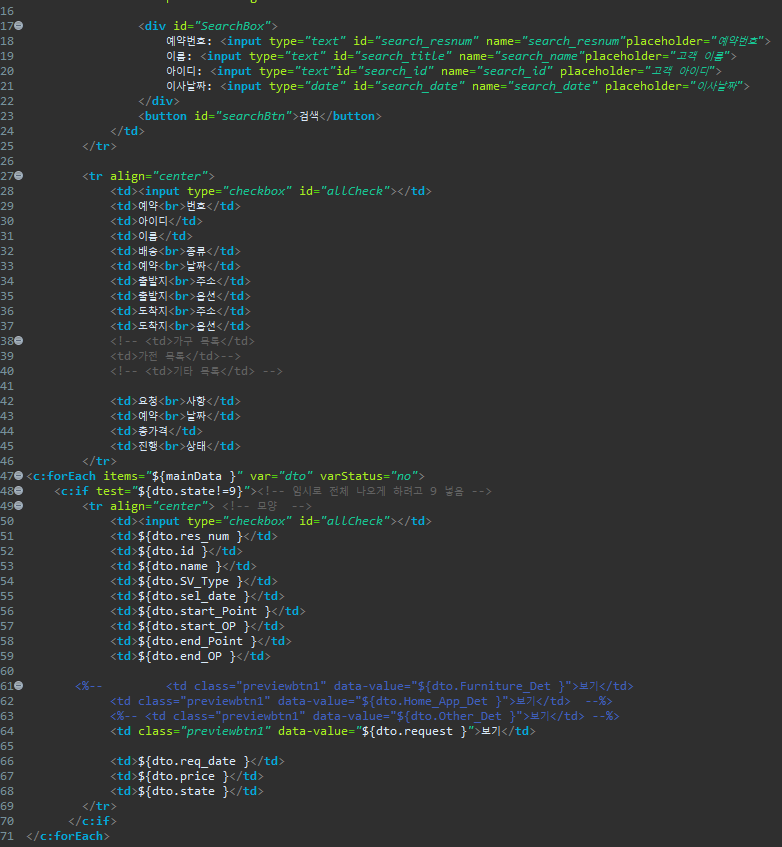 16
17 <div id="SearchBox">
18 예약번호: <input type="text" id="search_resnum" name="search_resnum"placeholder="예약번호">
19 이름: <input type="text" id="search_title" name="search_name"placeholder="고객 이름">
20 아이디: <input type="text"id="search_id" name="search_id" placeholder="고객 아이디">
21 이사날짜: <input type="date" id="search_date" name="search_date" placeholder="이사날짜">
22 </div>
23 <button id="searchBtn">검색</button>
24 </td>
25 </tr>
26
27 <tr align="center">
28 <td><input type="checkbox" id="allCheck"></td>
29 <td>예약<br>번호</td>
30 <td>아이디</td>
31 <td>이름</td>
32 <td>배송<br>종류</td>
33 <td>예약<br>날짜</td>
34 <td>출발지<br>주소</td>
35 <td>출발지<br>옵션</td>
36 <td>도착지<br>주소</td>
37 <td>도착지<br>옵션</td>
38 <!-- <td>가구 목록</td>
39 <td>가전 목록</td>-->
40 <!-- <td>기타 목록</td> -->
41
42 <td>요청<br>사항</td>
43 <td>예약<br>날짜</td>
44 <td>총가격</td>
45 <td>진행<br>상태</td>
46 </tr>
47 <c:forEach items="${mainData }" var="dto" varStatus="no">
48 <c:if test="${dto.state!=9}"><!-- 임시로 전체 나오게 하려고 9 넣음 -->
49 <tr align="center"> <!-- 모양  -->
50 <td><input type="checkbox" id="allCheck"></td>
51 <td>${dto.res_num }</td>
52 <td>${dto.id }</td>
53 <td>${dto.name }</td>
54 <td>${dto.SV_Type }</td>
55 <td>${dto.sel_date }</td>
56 <td>${dto.start_Point }</td>
57 <td>${dto.start_OP }</td>
58 <td>${dto.end_Point }</td>
59 <td>${dto.end_OP }</td>
60
61 <%-- <td class="previewbtn1" data-value="${dto.Furniture_Det }">보기</td>
62 <td class="previewbtn1" data-value="${dto.Home_App_Det }">보기</td>  --%>
63 <%-- <td class="previewbtn1" data-value="${dto.Other_Det }">보기</td> --%>
64 <td class="previewbtn1" data-value="${dto.request }">보기</td>
65
66 <td>${dto.req_date }</td>
67 <td>${dto.price }</td>
68 <td>${dto.state }</td>
69 </tr>
70 </c:if>
71 </c:forEach>